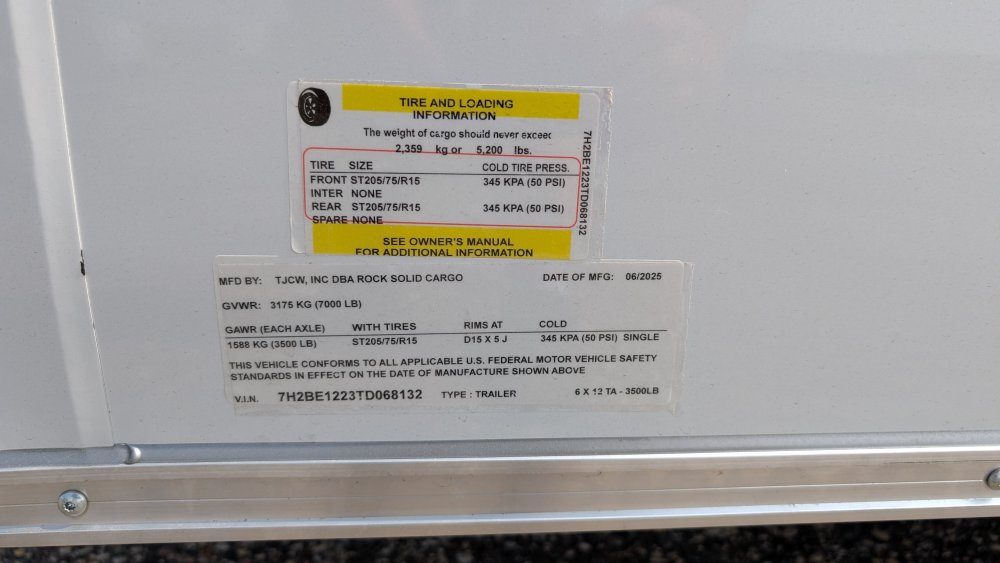 TIRE AND LOADING
INFORMATION
The weight of cargo should never exceed
2,359 kg or 5,200 lbs.
TIRE SIZE COLD TIRE PRESS.
FRONT ST205/75/R15 345 KPA (50 PSI)
INTER NONE
REAR ST205/75/R15 345 KPA (50 PSI)
SPARE NONE
SEE OWNER'S MANUAL
FOR ADDITIONAL INFORMATION
7H2BE1223TD068132
MFD BY: TJCW, INC DBA ROCK SOLID CARGO DATE OF MFG: 06/2025
GVWR: 3175 KG (7000 LB)
GAWR (EACH AXLE) WITH TIRES RIMS AT COLD
1588 KG (3500 LB) ST205/75/R15 D15 X 5 J 345 KPA (50 PSI) SINGLE
THIS VEHICLE CONFORMS TO ALL APPLICABLE U.S. FEDERAL MOTOR VEHICLE SAFETY
STANDARDS IN EFFECT ON THE DATE OF MANUFACTURE SHOWN ABOVE
V.I.N. 7H2BE1223TD068132 TYPE : TRAILER 6 X 12 TA - 3500LB